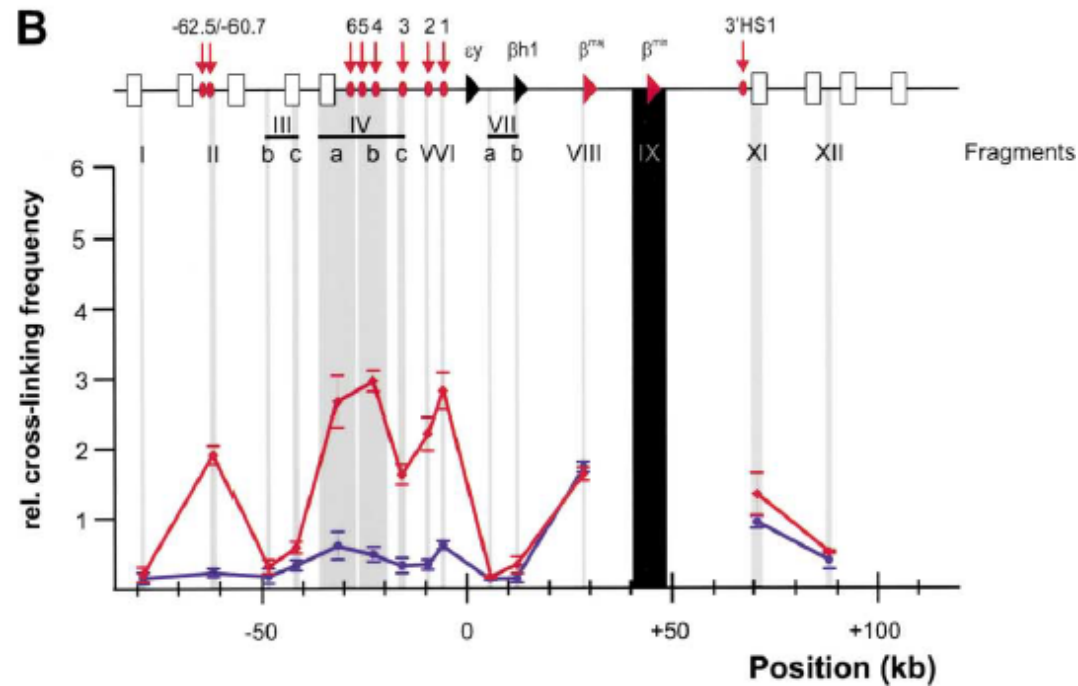 B
-62.5/-60.7 6 5 4 3 2 1 3'HS1
εy βh1 β^maj β^min
III IV VII
I II b c a b c V VI a b VIII IX XI XII Fragments
rel. cross-linking frequency
6
5
4
3
2
1
-50 0 +50 +100
Position (kb)